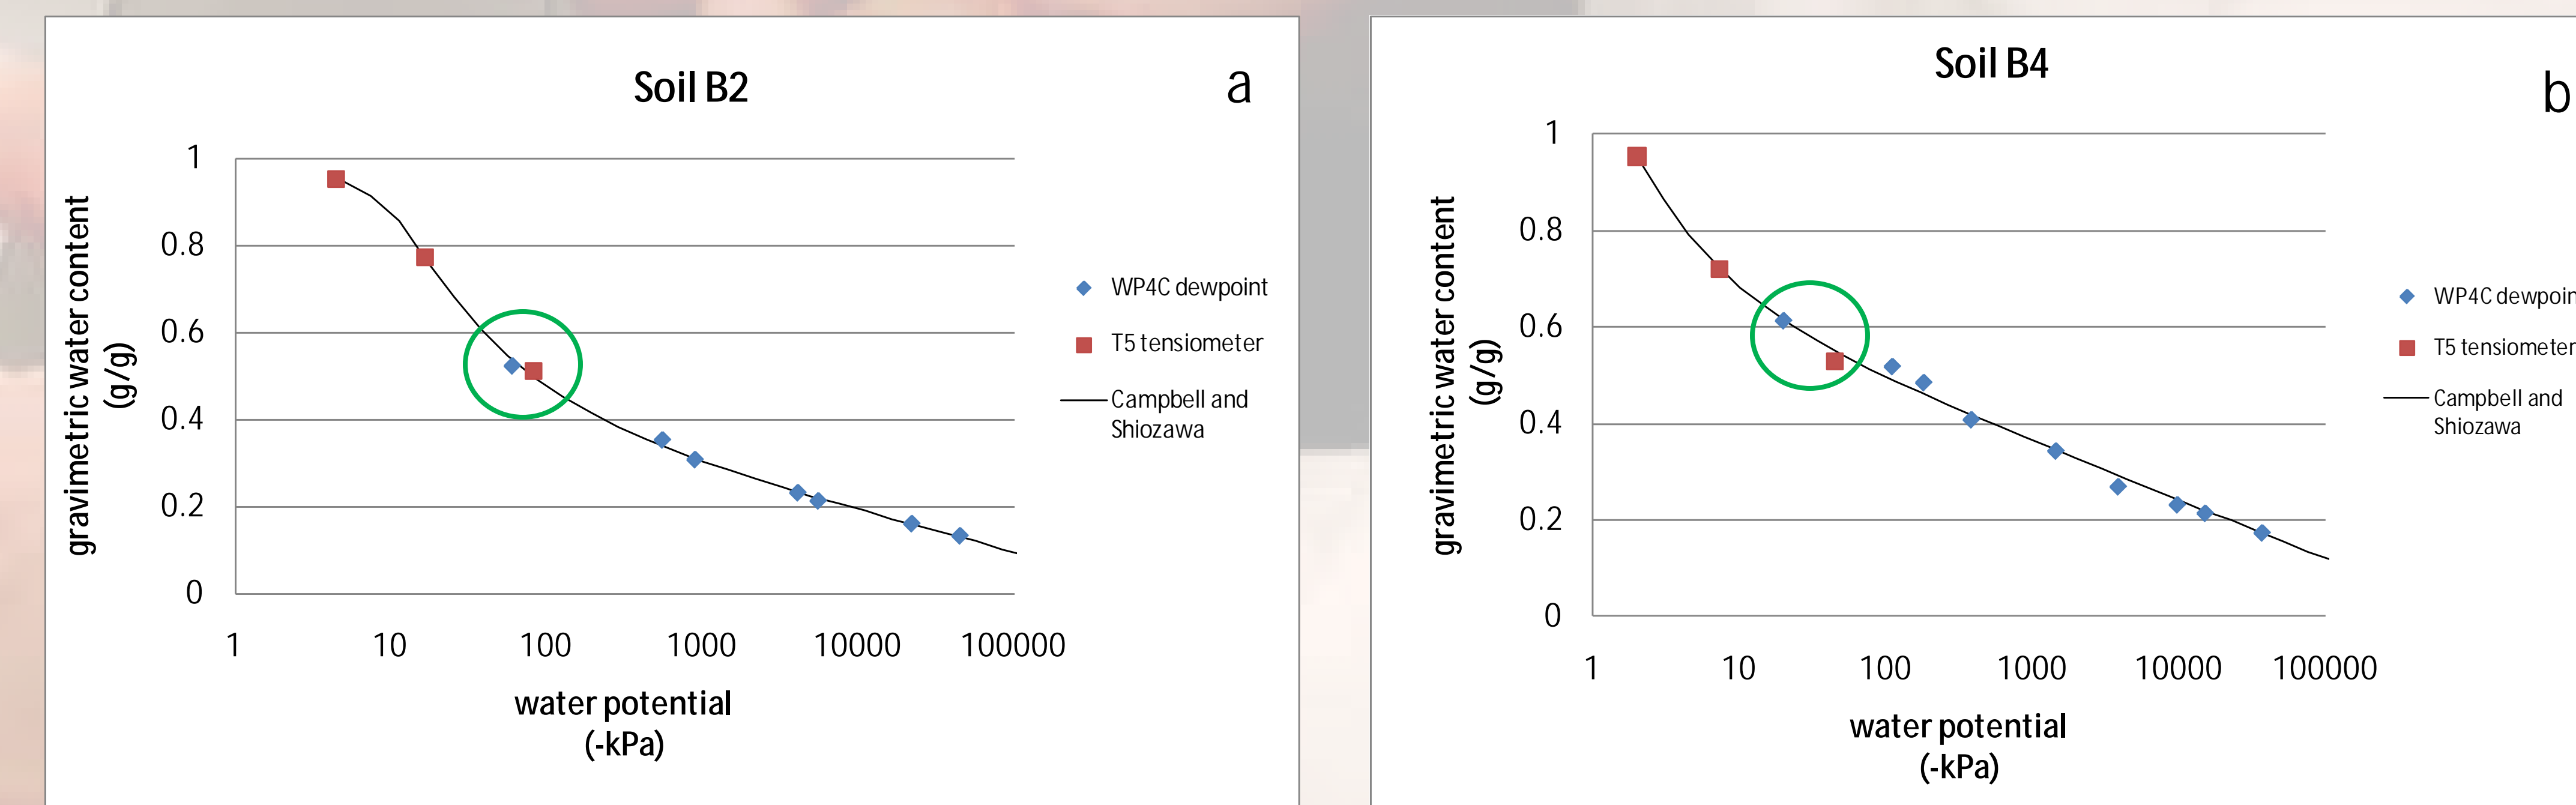 Soil B2
a
gravimetric water content
(g/g)
1
0.8
0.6
0.4
0.2
0
1 10 100 1000 10000 100000
water potential
(-kPa)
WP4C dewpoint
T5 tensiometer
Campbell and
Shiozawa
Soil B4
b
gravimetric water content
(g/g)
1
0.8
0.6
0.4
0.2
0
1 10 100 1000 10000 100000
water potential
(-kPa)
WP4C dewpoin
T5 tensiometer
Campbell and
Shiozawa